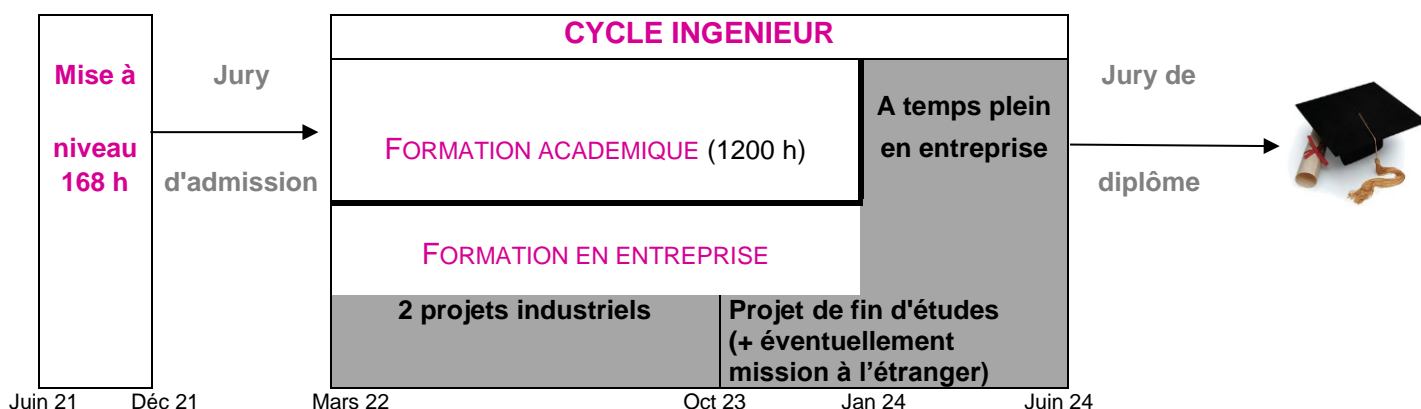 CYCLE INGENIEUR
Mise à
niveau
168 h
Jury
d'admission
FORMATION ACADEMIQUE (1200 h)
A temps plein
en entreprise
FORMATION EN ENTREPRISE
2 projets industriels
Projet de fin d'études
(+ éventuellement
mission à l’étranger)
Jury de
diplôme
Juin 21
Déc 21
Mars 22
Oct 23
Jan 24
Juin 24